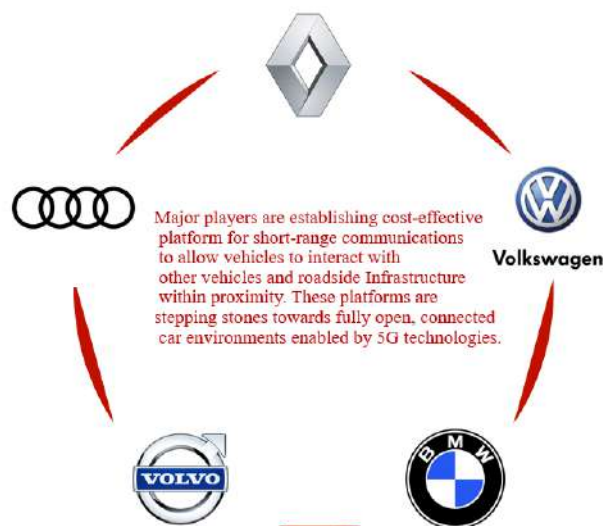 Major players are establishing cost-effective
platform for short-range communications
to allow vehicles to interact with
other vehicles and roadside Infrastructure
within proximity. These platforms are
stepping stones towards fully open, connected
car environments enabled by 5G technologies.
Volkswagen
VOLVO
BMW